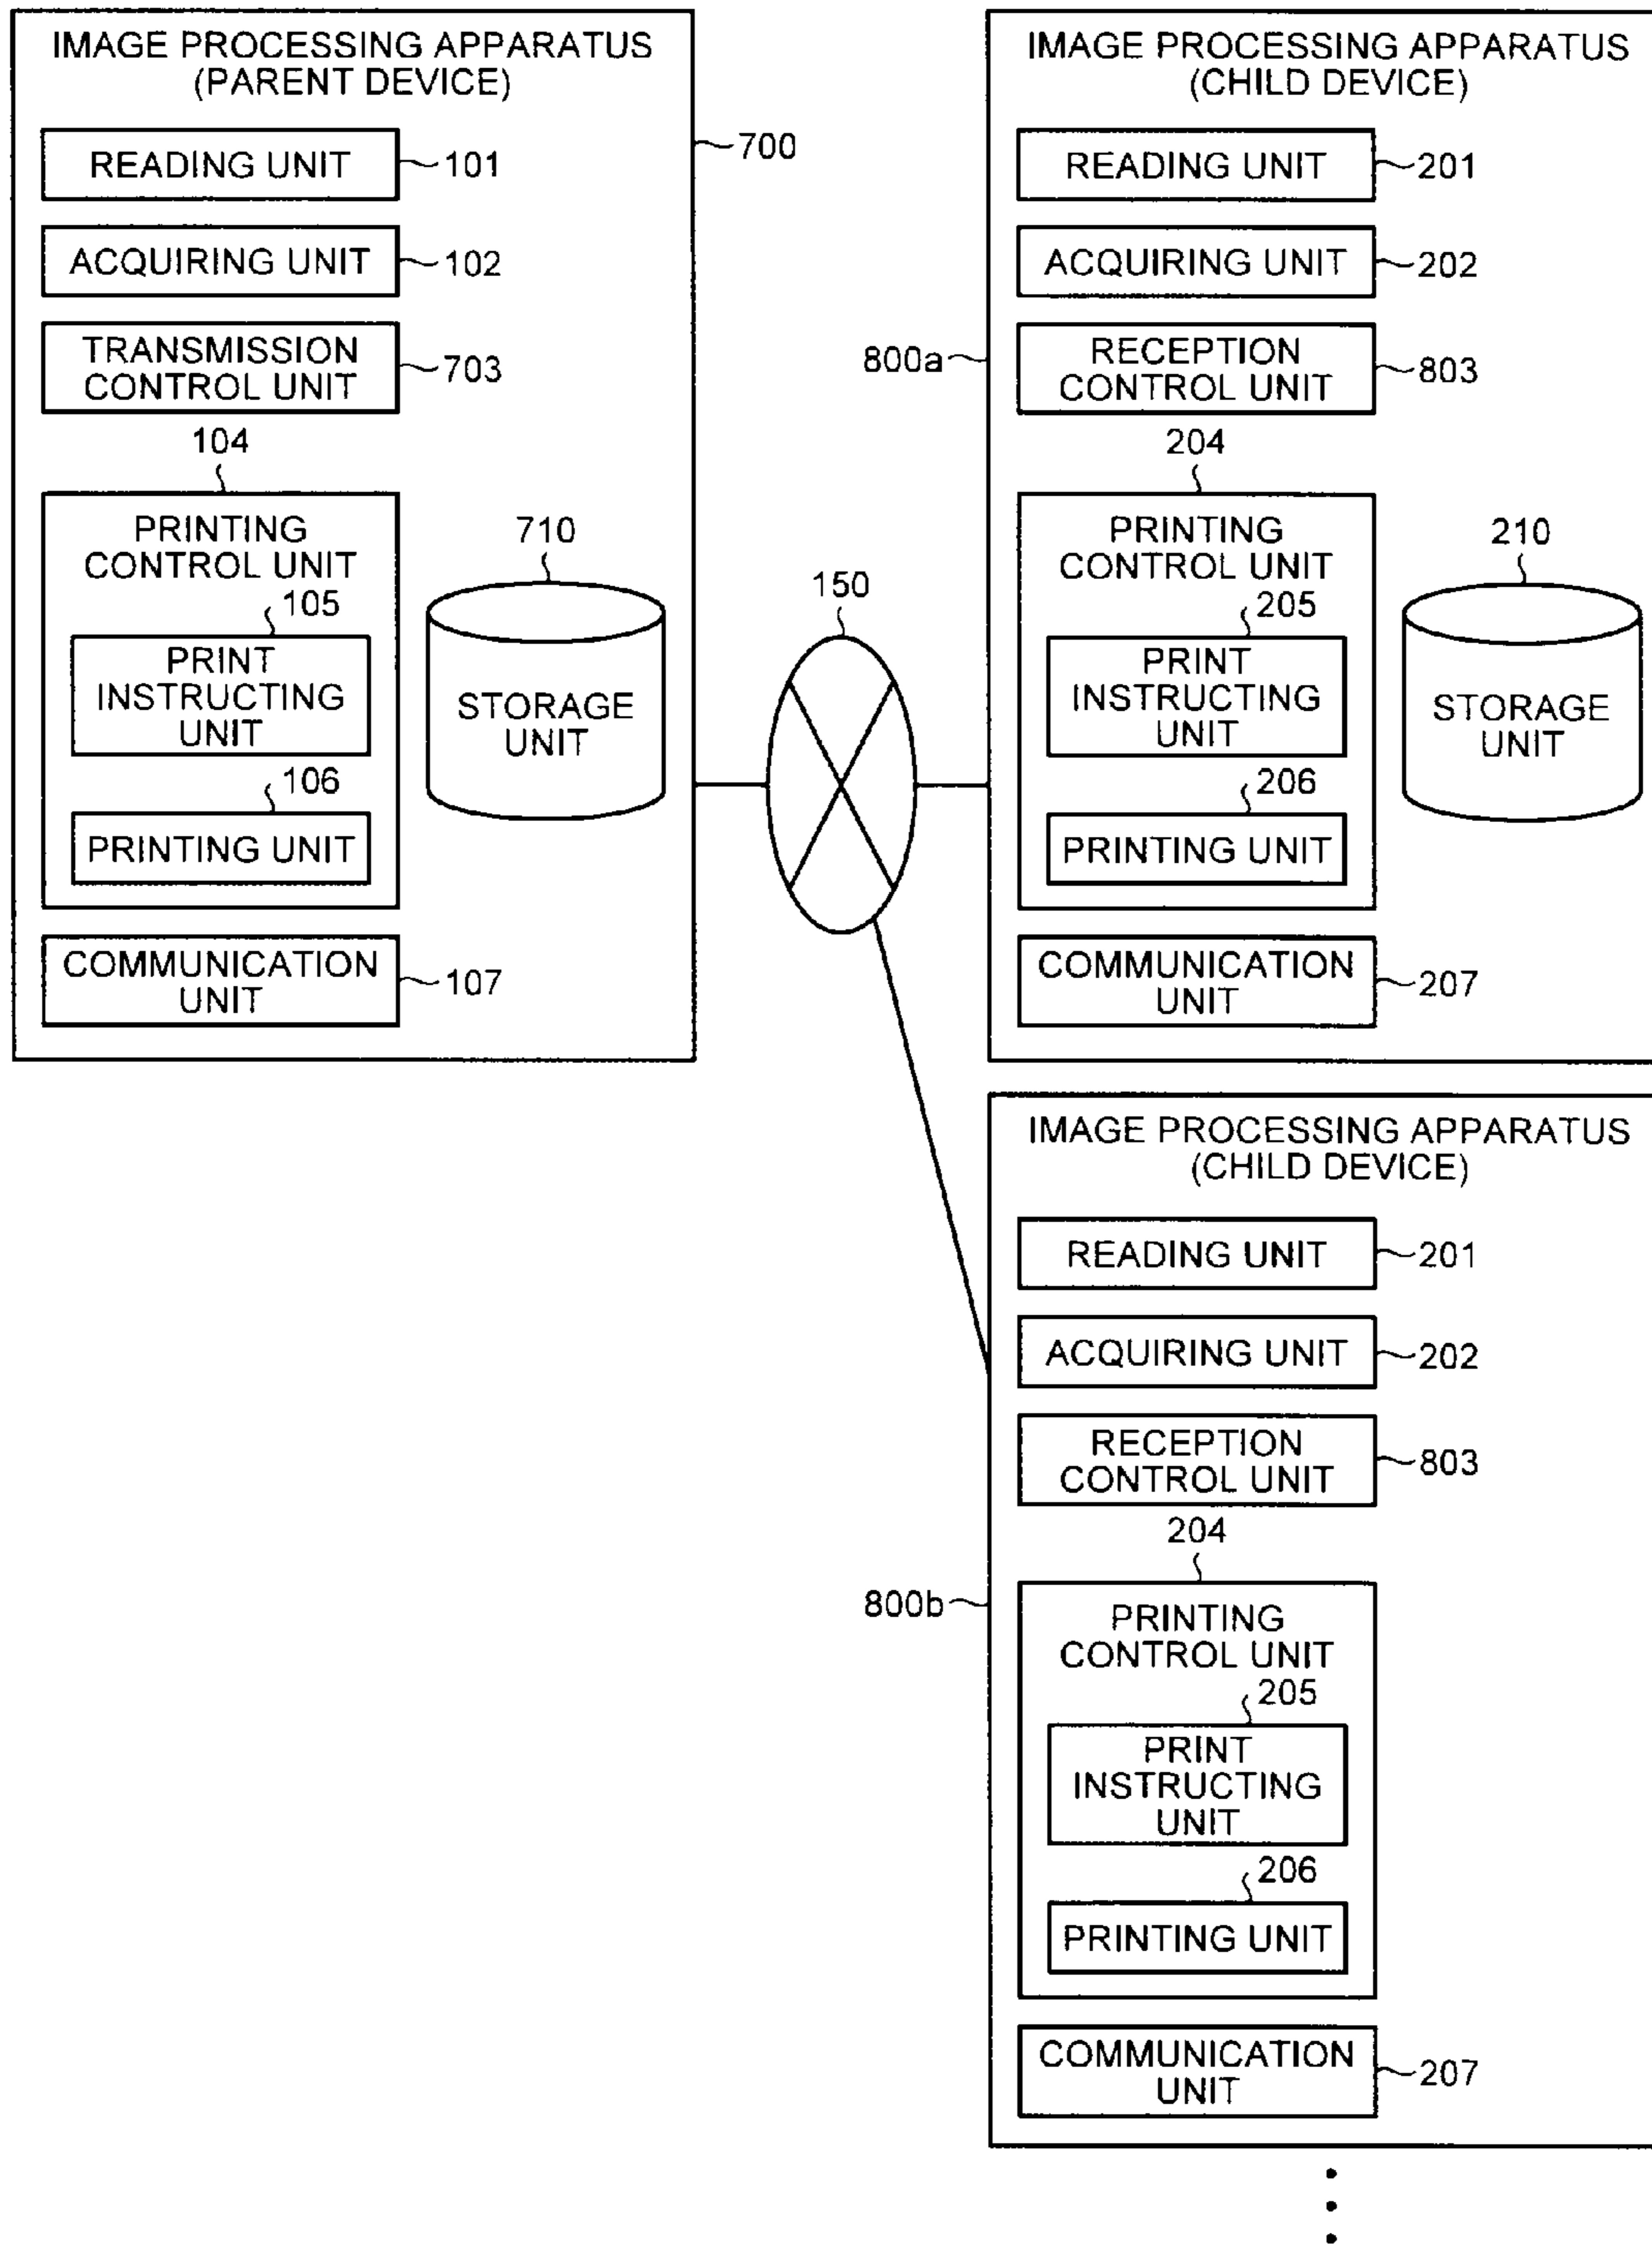 IMAGE PROCESSING APPARATUS
(PARENT DEVICE)
700
READING UNIT
101
ACQUIRING UNIT
102
TRANSMISSION
CONTROL UNIT
703
104
PRINTING
CONTROL UNIT
105
PRINT
INSTRUCTING
UNIT
106
PRINTING UNIT
710
STORAGE
UNIT
COMMUNICATION
UNIT
107
150
IMAGE PROCESSING APPARATUS
(CHILD DEVICE)
800a
READING UNIT
201
ACQUIRING UNIT
202
RECEPTION
CONTROL UNIT
803
204
PRINTING
CONTROL UNIT
205
PRINT
INSTRUCTING
UNIT
206
PRINTING UNIT
210
STORAGE
UNIT
COMMUNICATION
UNIT
207
IMAGE PROCESSING APPARATUS
(CHILD DEVICE)
800b
READING UNIT
201
ACQUIRING UNIT
202
RECEPTION
CONTROL UNIT
803
204
PRINTING
CONTROL UNIT
205
PRINT
INSTRUCTING
UNIT
206
PRINTING UNIT
COMMUNICATION
UNIT
207